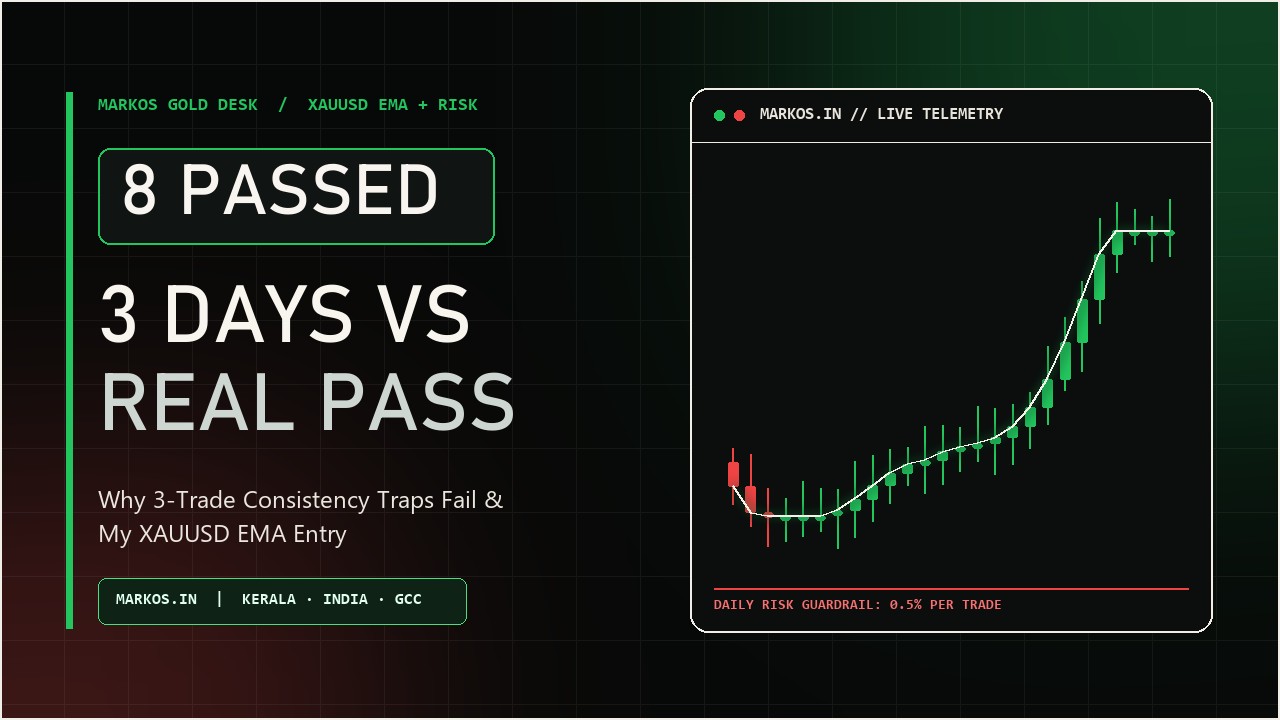 MARKOS GOLD DESK / XAUUSD EMA + RISK
8 PASSED
3 DAYS VS
REAL PASS
Why 3-Trade Consistency Traps Fail &
My XAUUSD EMA Entry
MARKOS.IN | KERALA · INDIA · GCC
MARKOS.IN // LIVE TELEMETRY
DAILY RISK GUARDRAIL: 0.5% PER TRADE